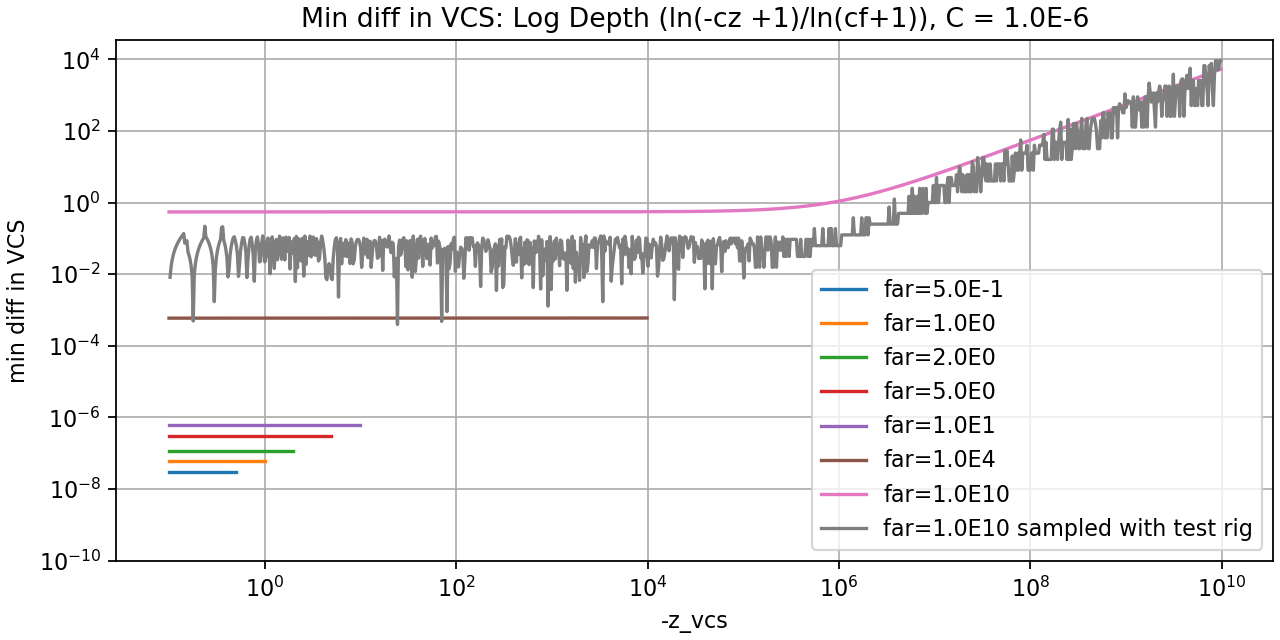 Min diff in VCS: Log Depth (ln(-cz +1)/ln(cf+1)), C = 1.0E-6
min diff in VCS
10^4
10^2
10^0
10^−2
10^−4
10^−6
10^−8
10^−10
far=5.0E-1
far=1.0E0
far=2.0E0
far=5.0E0
far=1.0E1
far=1.0E4
far=1.0E10
far=1.0E10 sampled with test rig
10^0 10^2 10^4 10^6 10^8 10^10
-z_vcs